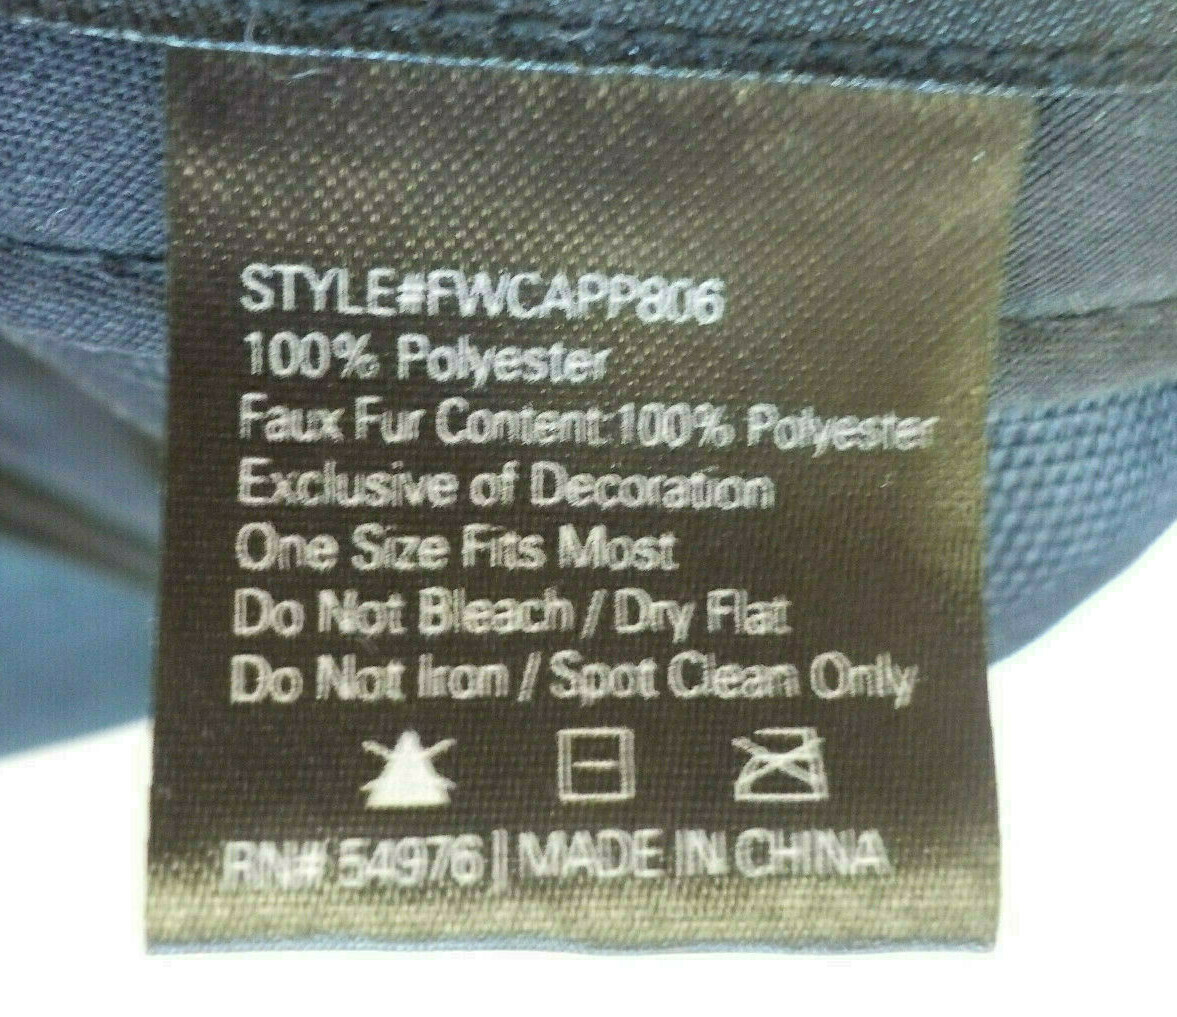 STYLE#FWCAPP806
100% Polyester
Faux Fur Content:100% Polyester
Exclusive of Decoration
One Size Fits Most
Do Not Bleach / Dry Flat
Do Not Iron / Spot Clean Only
RN# 54976 | MADE IN CHINA